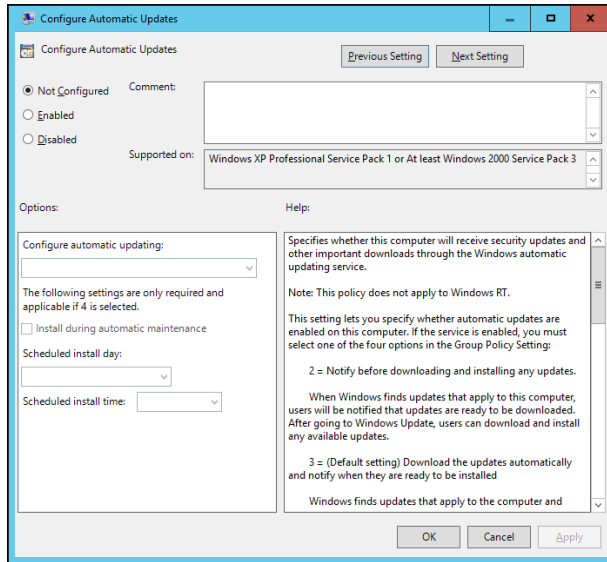 Configure Automatic Updates
Configure Automatic Updates
Previous Setting
Next Setting
Not Configured
Comment:
Enabled
Disabled
Supported on:
Windows XP Professional Service Pack 1 or At least Windows 2000 Service Pack 3
Options:
Help:
Configure automatic updating:
The following settings are only required and
applicable if 4 is selected.
Install during automatic maintenance
Scheduled install day:
Scheduled install time:
Specifies whether this computer will receive security updates and
other important downloads through the Windows automatic
updating service.
Note: This policy does not apply to Windows RT.
This setting lets you specify whether automatic updates are
enabled on this computer. If the service is enabled, you must
select one of the four options in the Group Policy Setting:
2 = Notify before downloading and installing any updates.
When Windows finds updates that apply to this computer,
users will be notified that updates are ready to be downloaded.
After going to Windows Update, users can download and install
any available updates.
3 = (Default setting) Download the updates automatically
and notify when they are ready to be installed
Windows finds updates that apply to the computer and
OK
Cancel
Apply